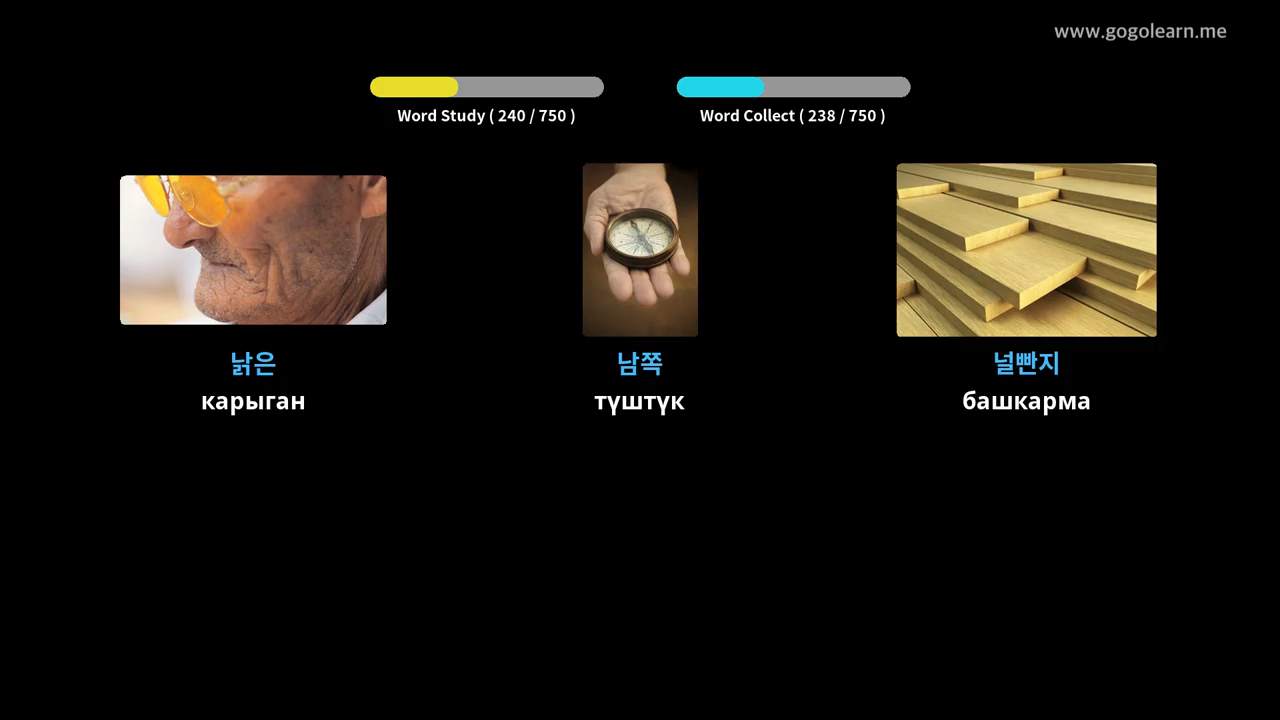 www.gogolearn.me
Word Study ( 240 / 750 )
Word Collect ( 238 / 750 )
낡은
남쪽
널빤지
карыган
түштүк
башкарма